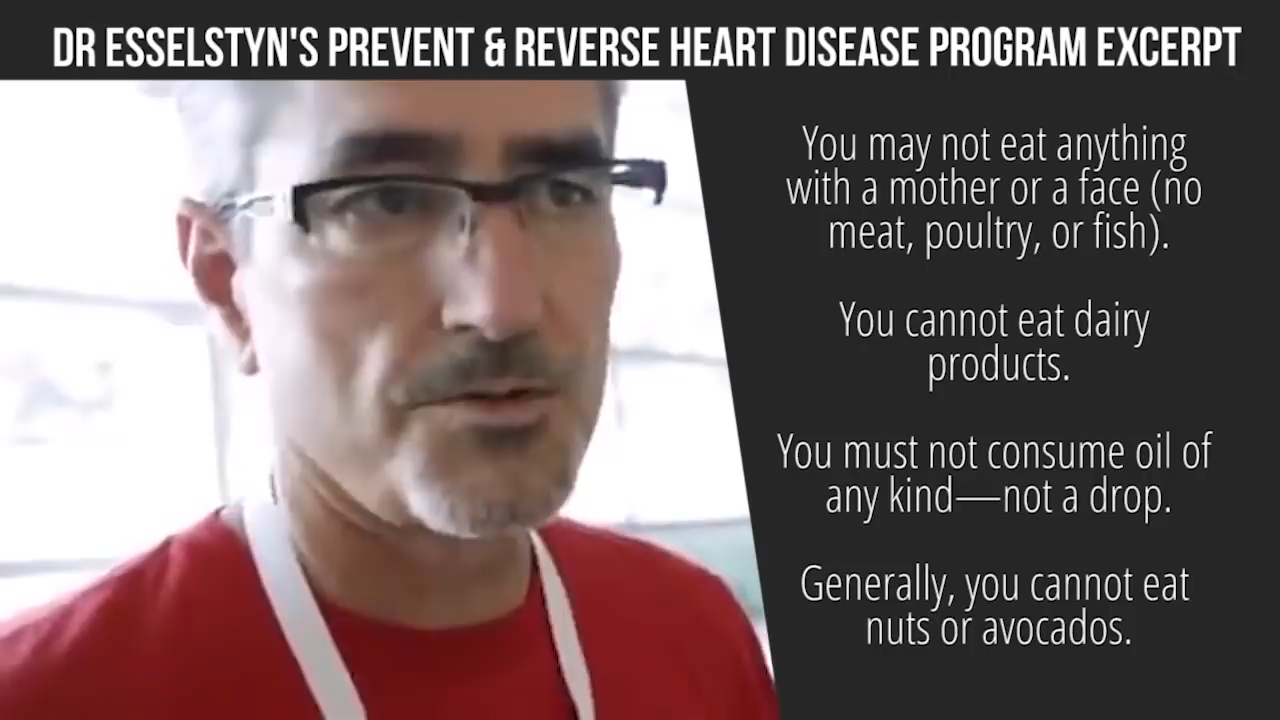 DR ESSELSTYN'S PREVENT & REVERSE HEART DISEASE PROGRAM EXCERPT
You may not eat anything
with a mother or a face (no
meat, poultry, or fish).
You cannot eat dairy
products.
You must not consume oil of
any kind—not a drop.
Generally, you cannot eat
nuts or avocados.